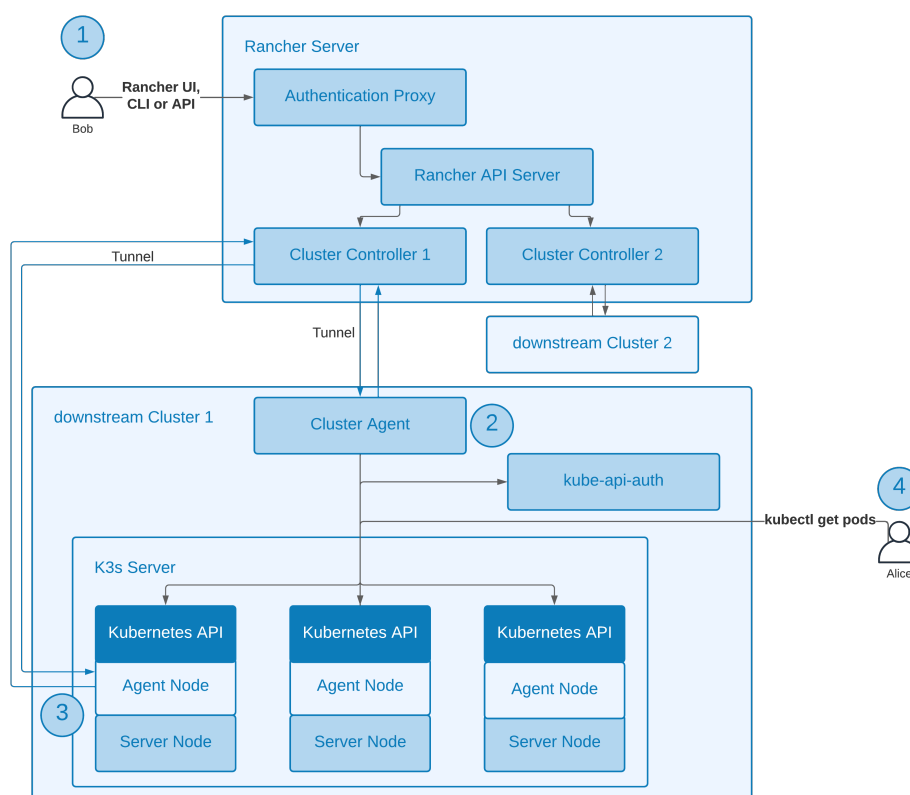 1
Rancher Server
Rancher UI,
CLI or API
Authentication Proxy
Bob
Rancher API Server
Tunnel
Cluster Controller 1
Cluster Controller 2
Tunnel
downstream Cluster 2
downstream Cluster 1
Cluster Agent
2
kube-api-auth
4
kubectl get pods
Alice
K3s Server
Kubernetes API
Kubernetes API
Kubernetes API
Agent Node
Agent Node
Agent Node
3
Server Node
Server Node
Server Node